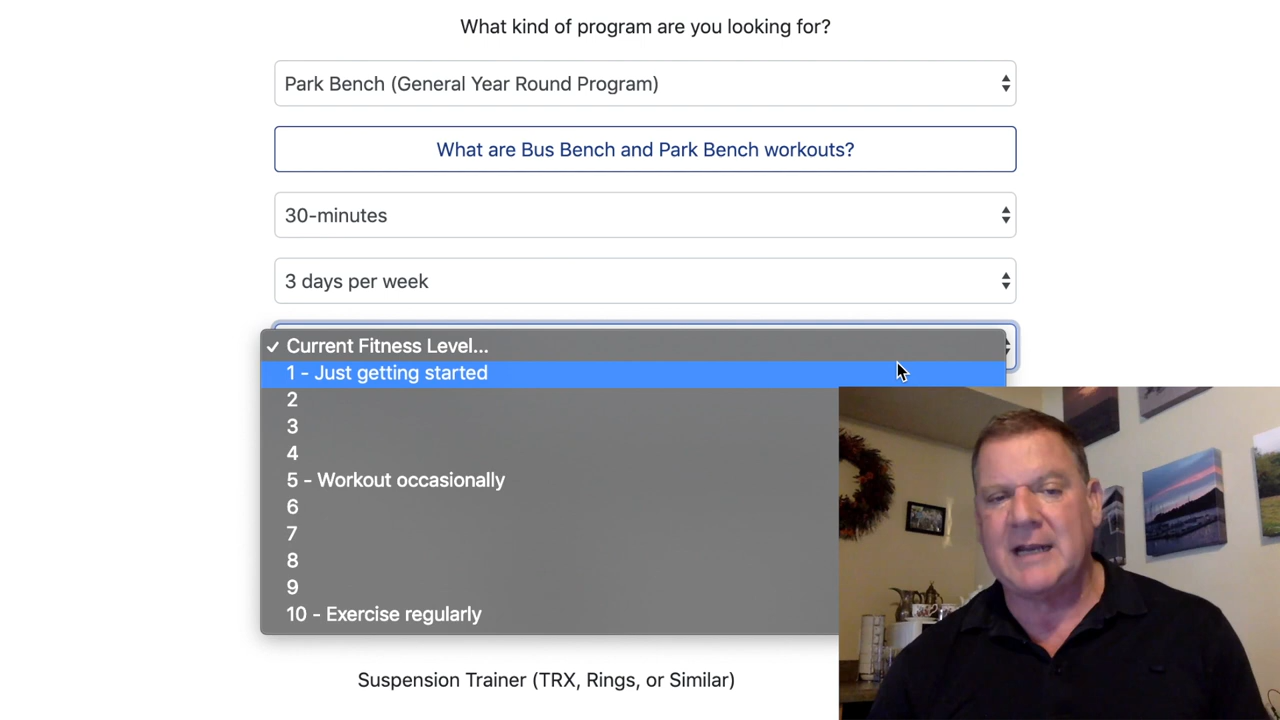 What kind of program are you looking for?
Park Bench (General Year Round Program)
What are Bus Bench and Park Bench workouts?
30-minutes
3 days per week
✓ Current Fitness Level...
1 - Just getting started
2
3
4
5 - Workout occasionally
6
7
8
9
10 - Exercise regularly
Suspension Trainer (TRX, Rings, or Similar)